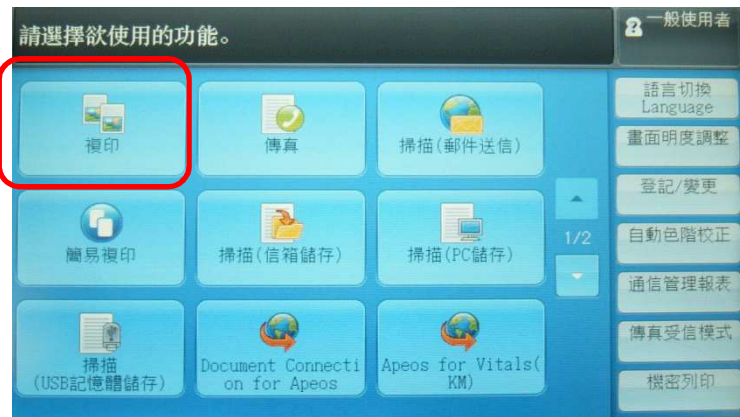 請選擇欲使用的功能。
一般使用者
複印
傳真
掃描(郵件送信)
簡易複印
掃描(信箱儲存)
掃描(PC儲存)
掃描
(USB記憶體儲存)
Document Connecti
on for Apeos
Apeos for Vitals(
KM)
1/2
語言切換
Language
畫面明度調整
登記/變更
自動色階校正
通信管理報表
傳真受信模式
機密列印